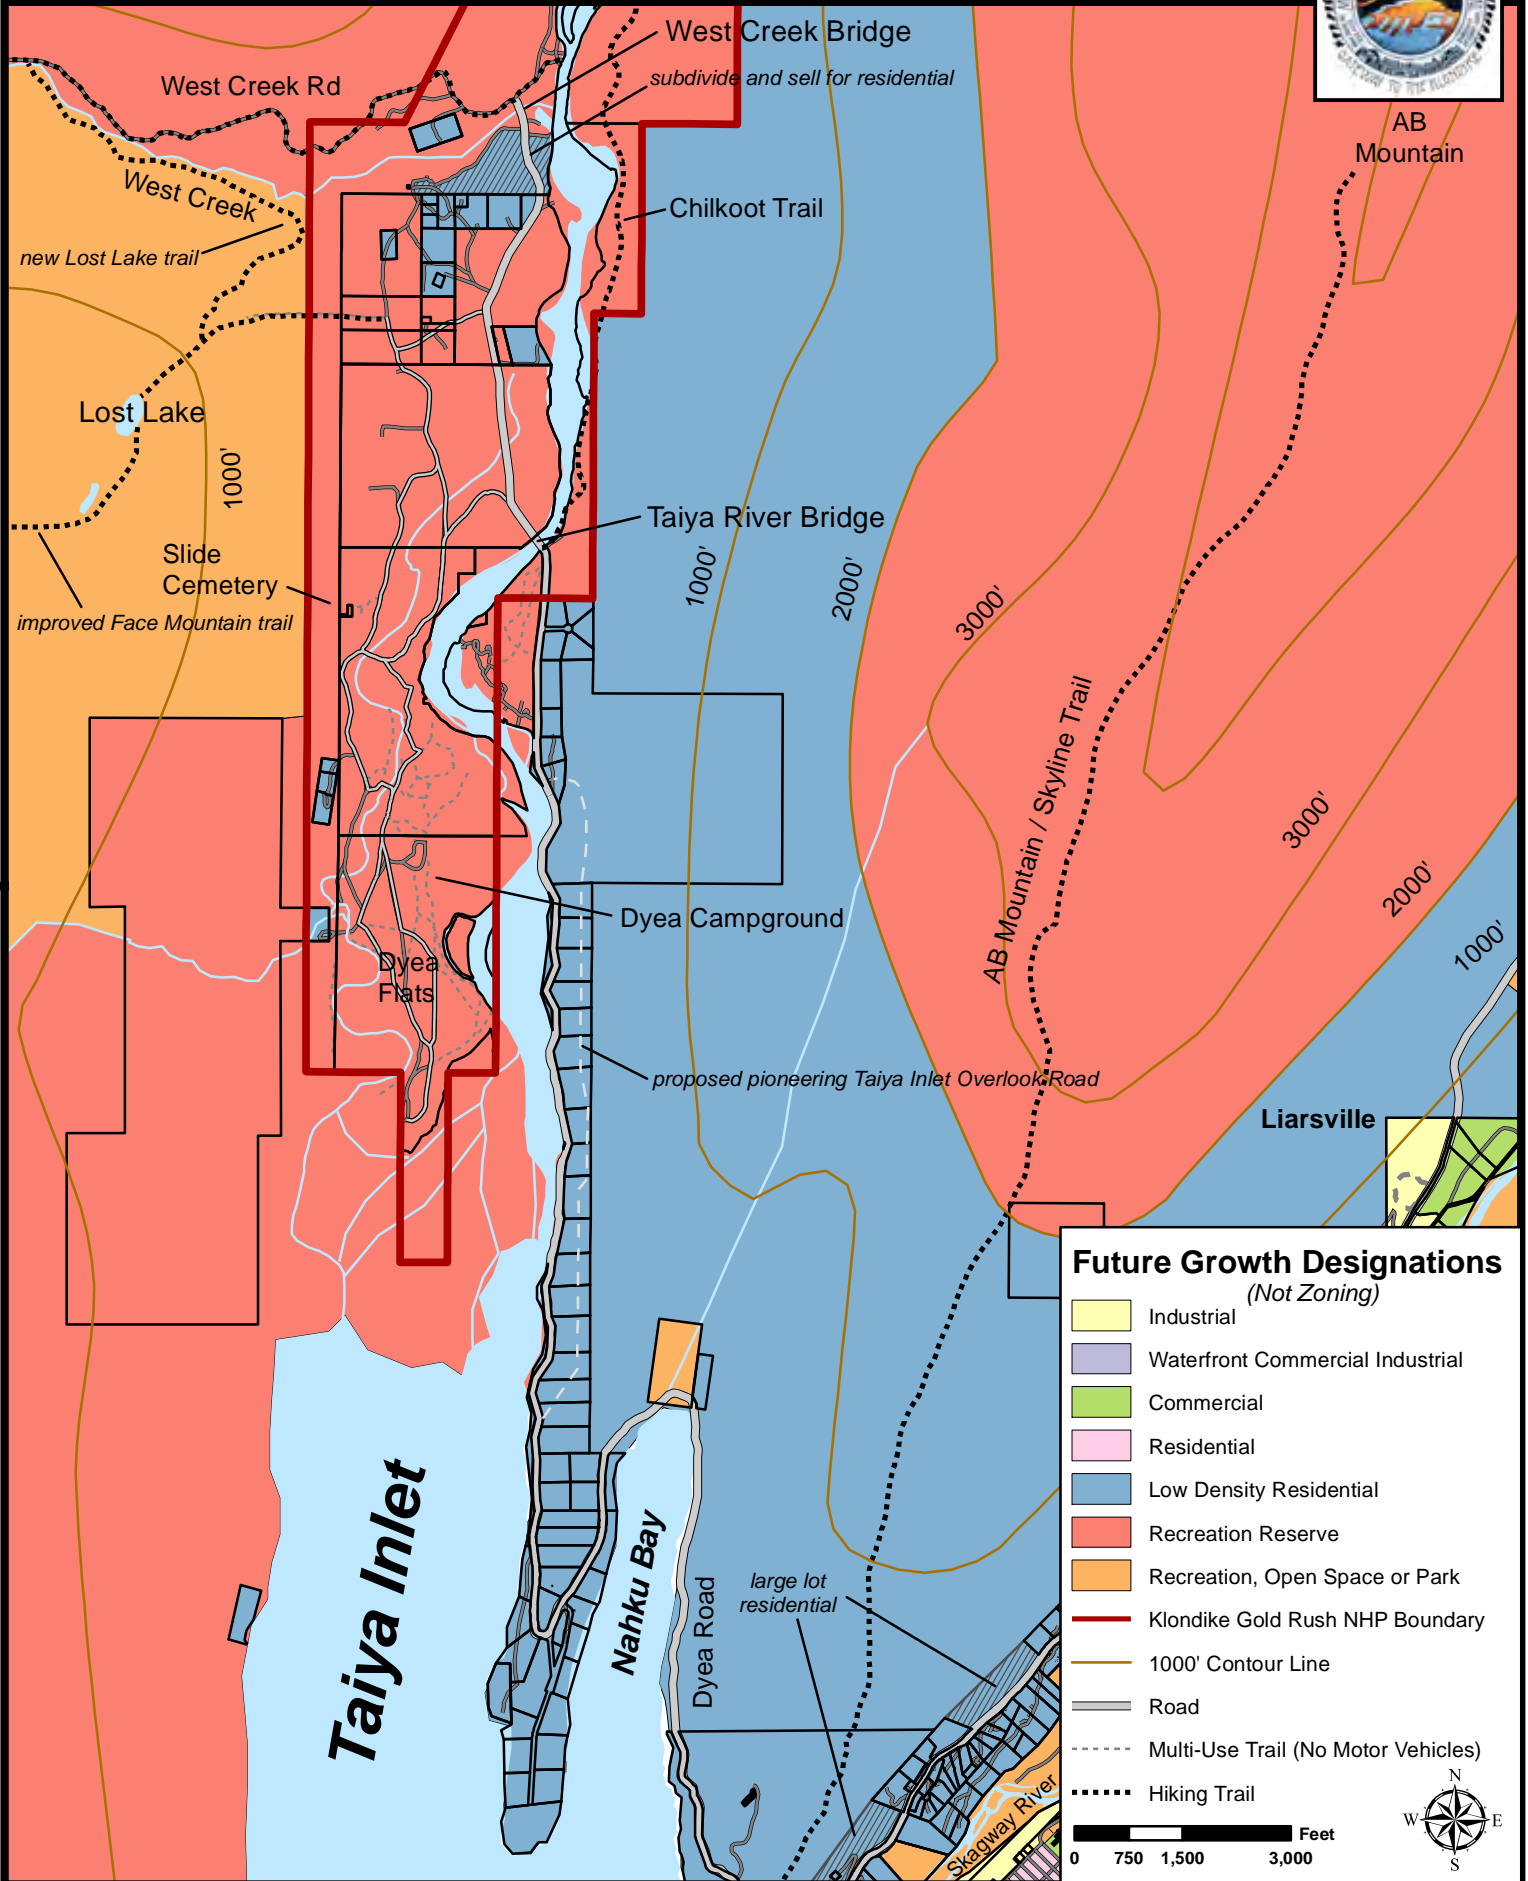 West Creek Bridge
subdivide and sell for residential
West Creek Rd
GATEWAY TO THE KLONDIKE
AB
Mountain
West Creek
new Lost Lake trail
Chilkoot Trail
Lost Lake
1000'
Slide
Cemetery
improved Face Mountain trail
Taiya River Bridge
1000'
2000'
3000'
AB Mountain / Skyline Trail
3000'
2000'
1000'
Dyea Campground
Dyea
Flats
proposed pioneering Taiya Inlet Overlook Road
Liarsville
Taiya Inlet
Nahku Bay
Dyea Road
large lot
residential
Skagway River
Future Growth Designations
(Not Zoning)
Industrial
Waterfront Commercial Industrial
Commercial
Residential
Low Density Residential
Recreation Reserve
Recreation, Open Space or Park
Klondike Gold Rush NHP Boundary
1000' Contour Line
Road
Multi-Use Trail (No Motor Vehicles)
Hiking Trail
N
W
E
S
Feet
0 750 1,500 3,000